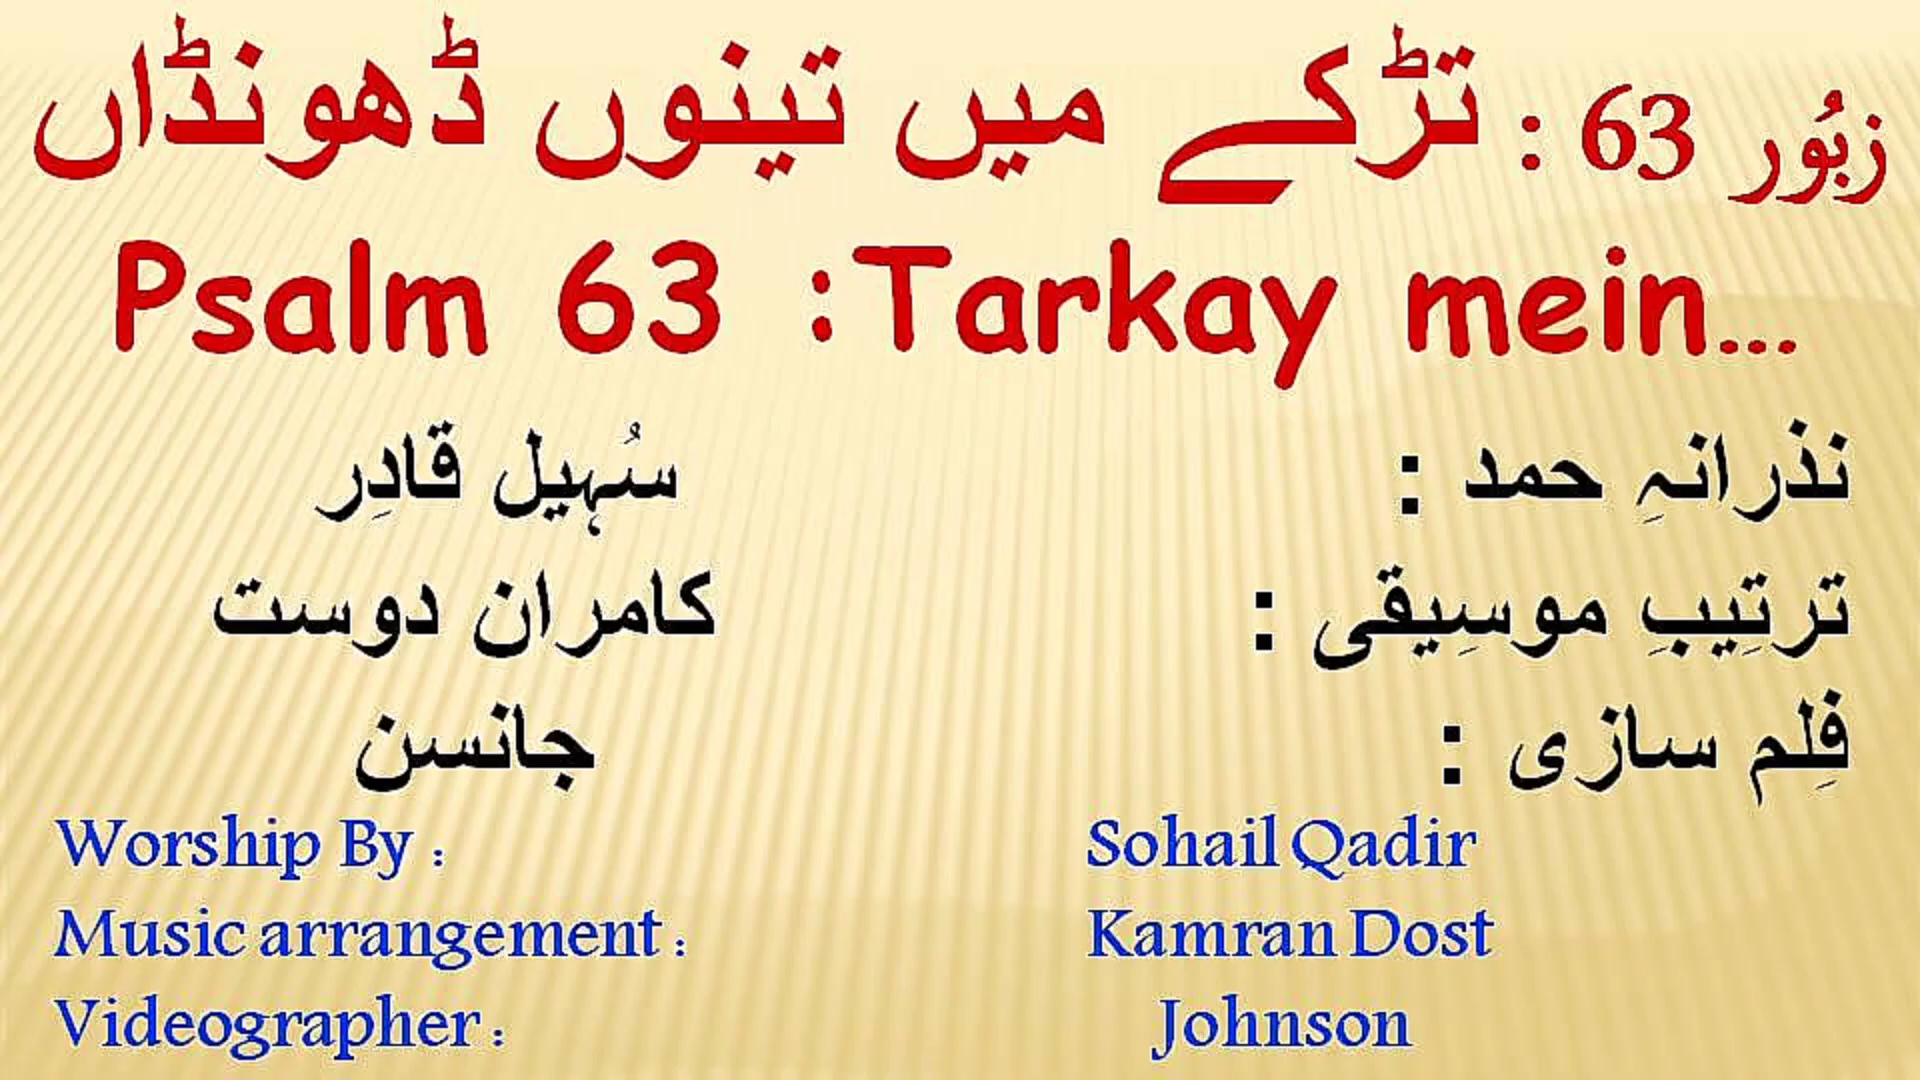 زبُور 63 : تڑکے میں تینوں ڈھونڈاں
Psalm 63 :Tarkay mein...
نذرانہِ حمد : سُہیل قادِر
ترتِیبِ موسِیقی : کامران دوست
فِلم سازی : جانسن
Worship By : Sohail Qadir
Music arrangement : Kamran Dost
Videographer : Johnson